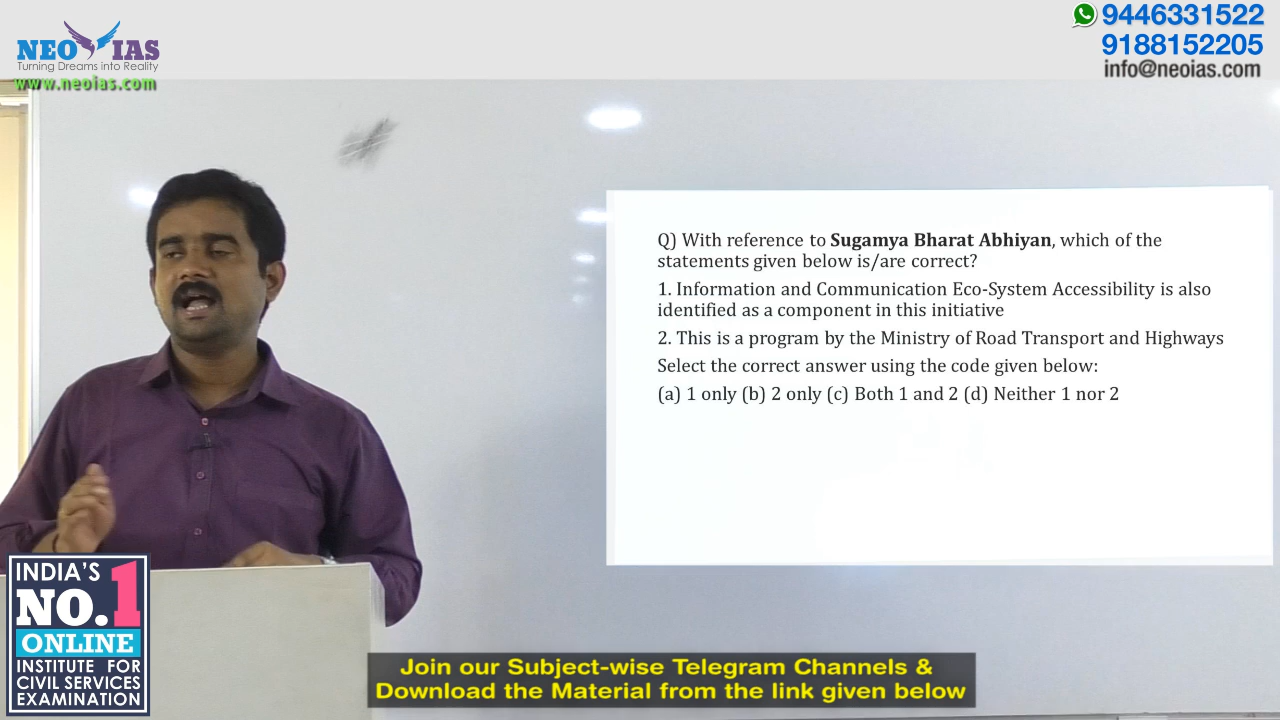 NEO IAS
Turning Dreams into Reality
www.neoias.com
9446331522
9188152205
info@neoias.com
Q) With reference to Sugamya Bharat Abhiyan, which of the
statements given below is/are correct?
1. Information and Communication Eco-System Accessibility is also
identified as a component in this initiative
2. This is a program by the Ministry of Road Transport and Highways
Select the correct answer using the code given below:
(a) 1 only (b) 2 only (c) Both 1 and 2 (d) Neither 1 nor 2
INDIA'S
NO.1
ONLINE
INSTITUTE FOR
CIVIL SERVICES
EXAMINATION
Join our Subject-wise Telegram Channels &
Download the Material from the link given below